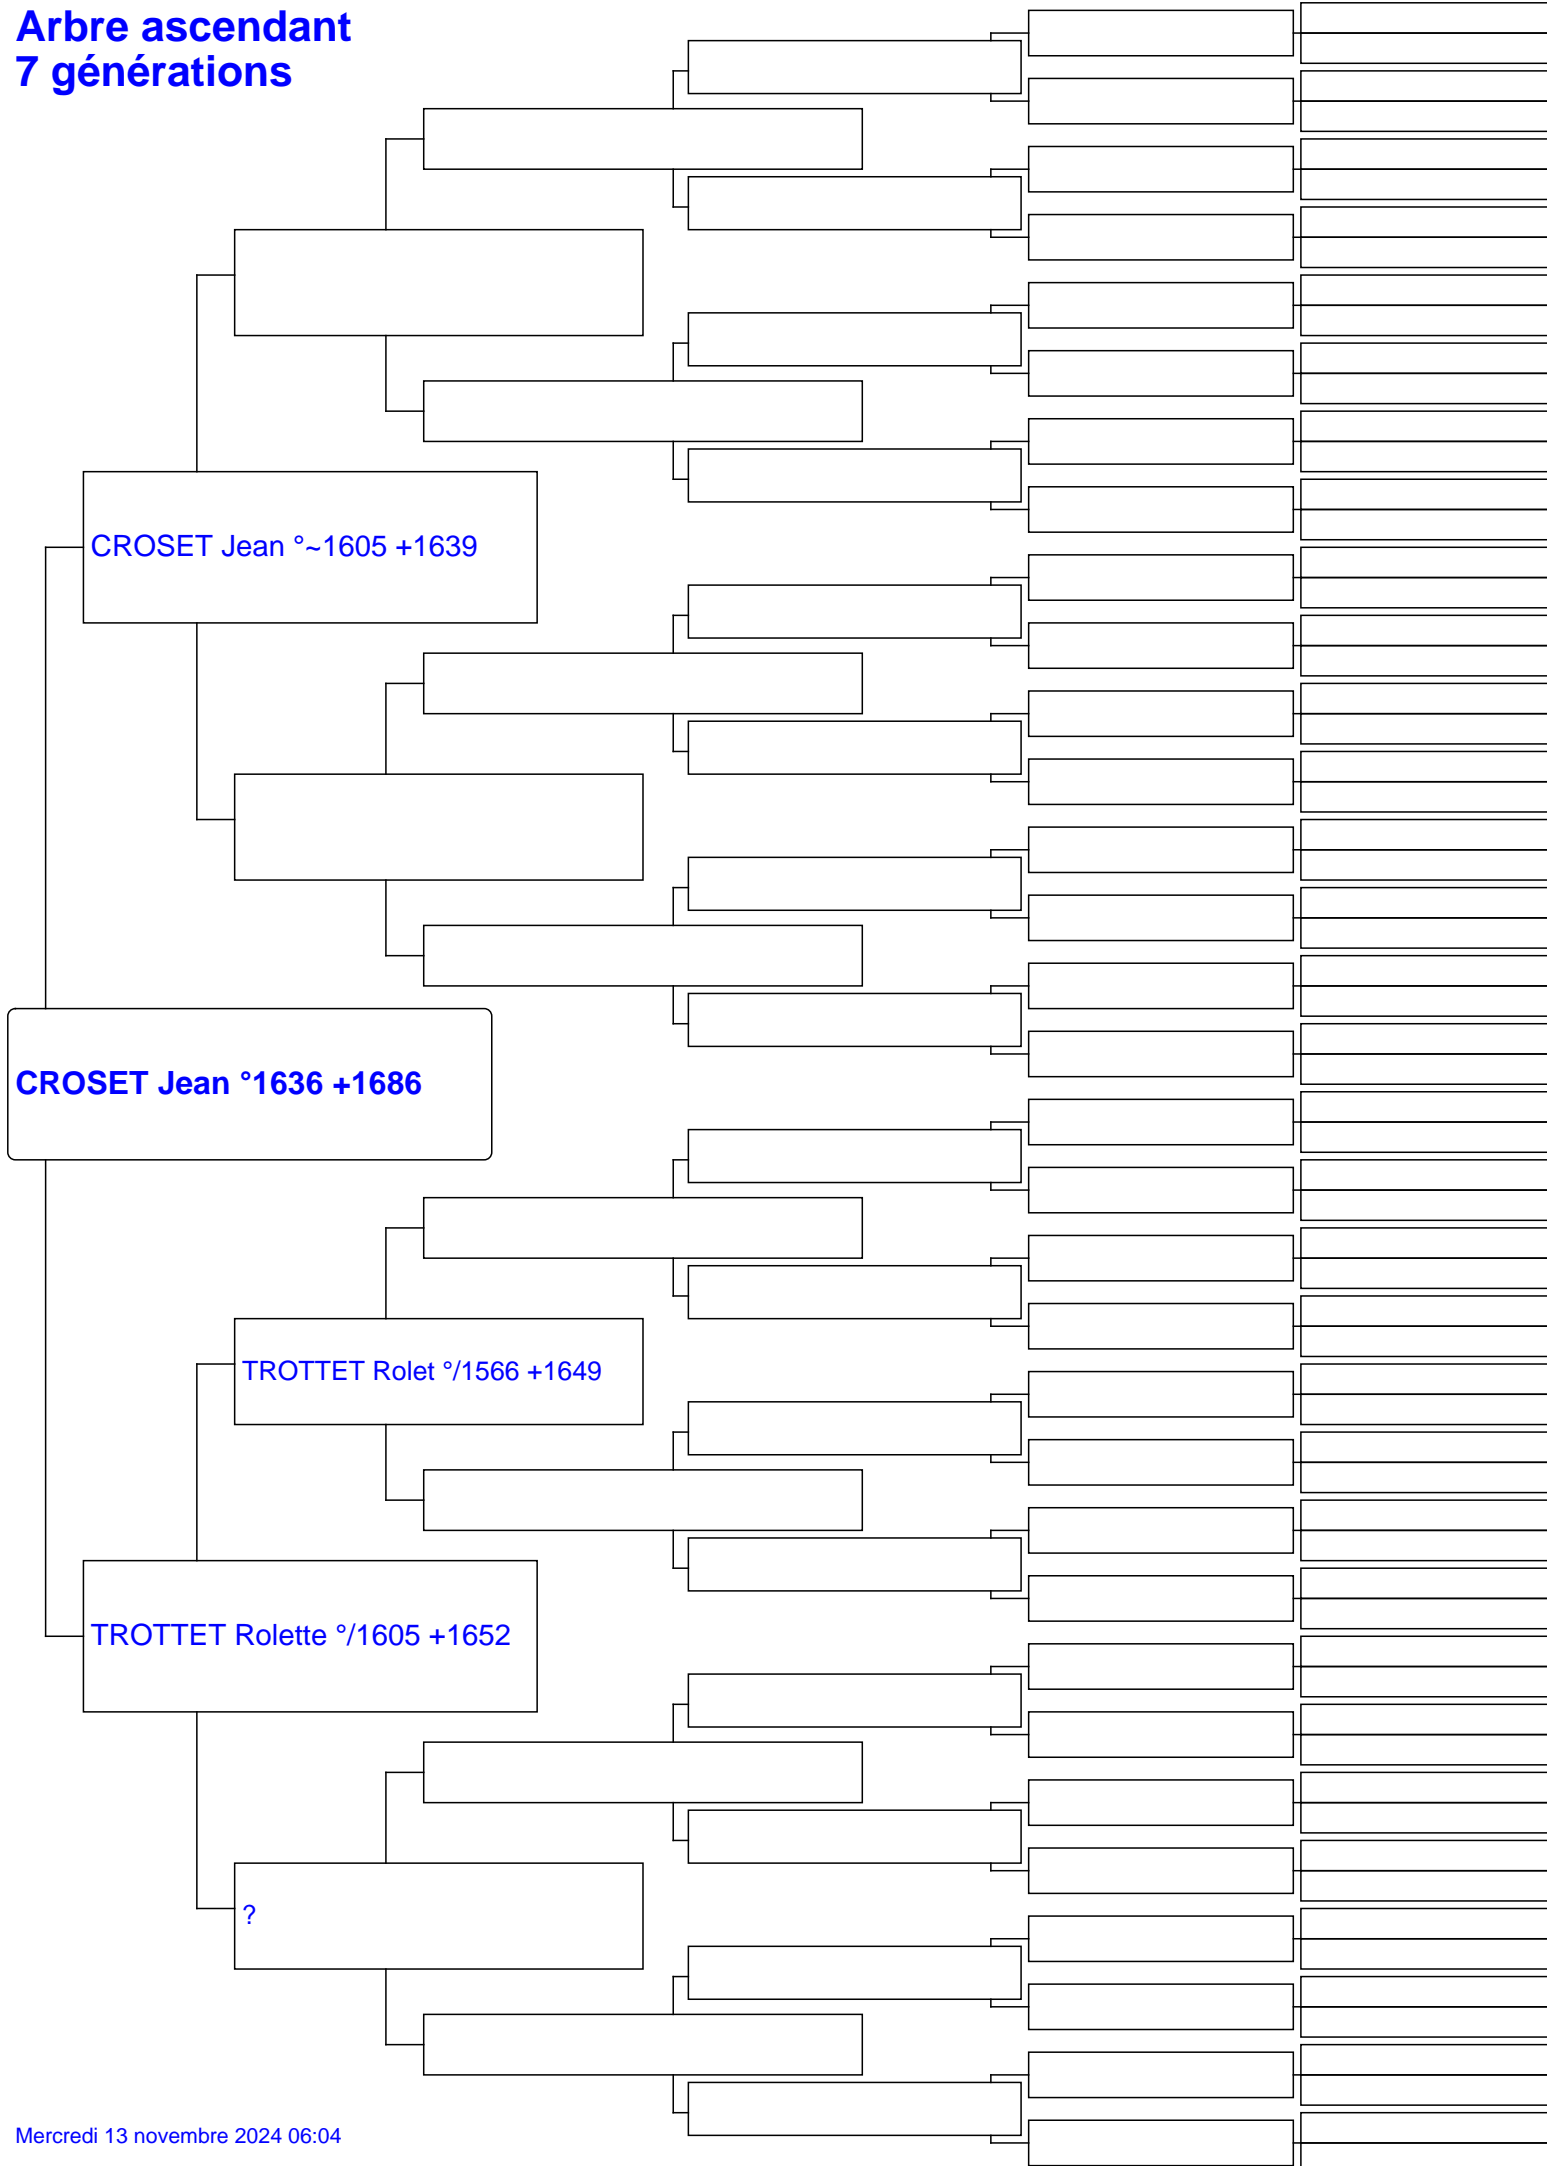 Arbre ascendant
7 générations
CROSET Jean °~1605 +1639
CROSET Jean °1636 +1686
TROTTET Rolet °/1566 +1649
TROTTET Rolette °/1605 +1652
?
Mercredi 13 novembre 2024 06:04